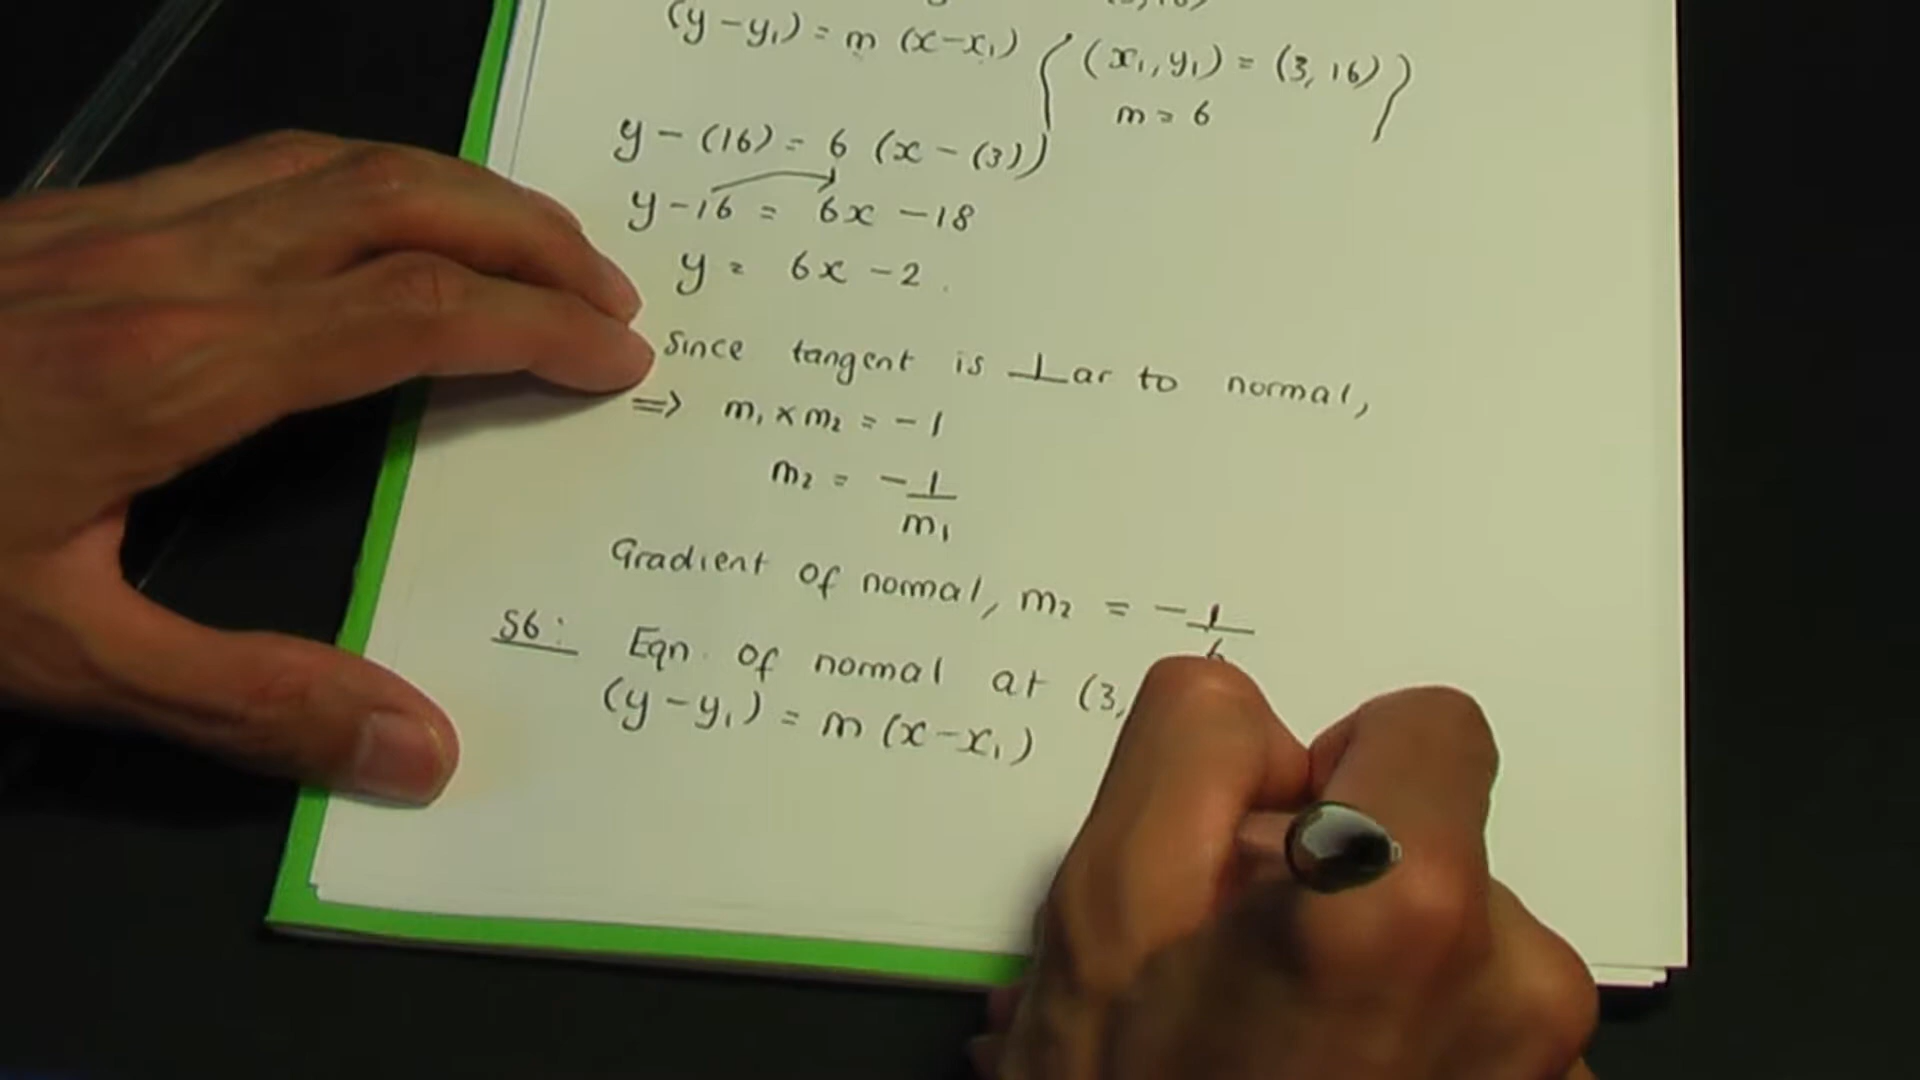 (y-y₁) = m (x-x₁) { (x₁, y₁) = (3, 16) }
m = 6
y - (16) = 6 (x - (3))
y - 16 = 6x - 18
y = 6x - 2.
Since tangent is ⊥ar to normal,
=> m₁ × m₂ = -1
m₂ = - 1
m₁
Gradient of normal, m₂ = - 1
6
S6: Eqn. of normal at (3,
(y-y₁) = m (x-x₁)